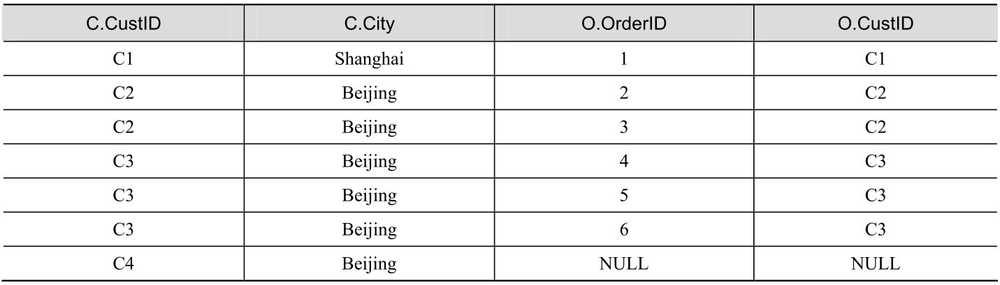 C.CustID C.City O.OrderID O.CustID
C1 Shanghai 1 C1
C2 Beijing 2 C2
C2 Beijing 3 C2
C3 Beijing 4 C3
C3 Beijing 5 C3
C3 Beijing 6 C3
C4 Beijing NULL NULL